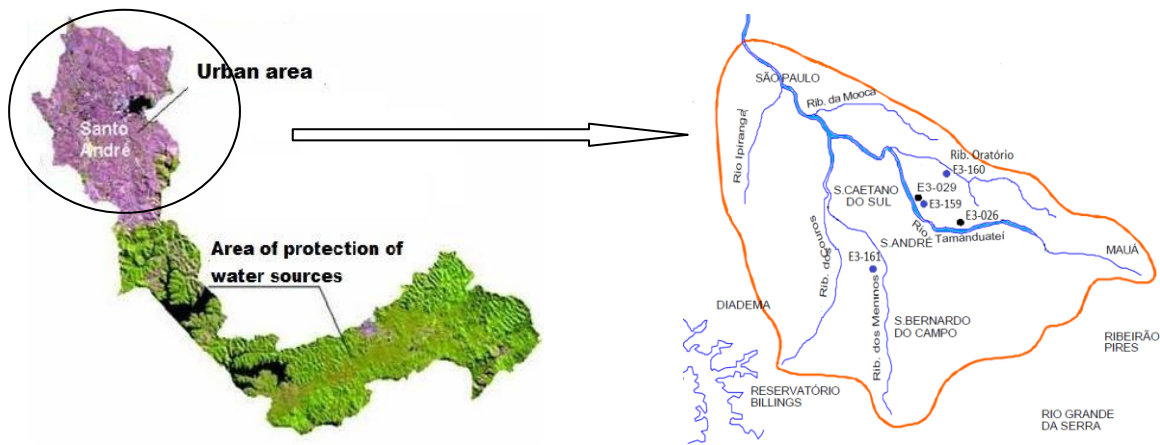 Urban area
Santo
André
Area of protection of
water sources
SÃO PAULO
Rib. da Mooca
Rio Ipiranga
Rib. Oratório
E3-160
E3-029
S.CAETANO
DO SUL
E3-159
E3-026
Rio
Tamanduateí
S.ANDRÉ
MAUÁ
Rib. dos Couros
E3-161
DIADEMA
Rib. dos Meninos
S.BERNARDO
DO CAMPO
RIBEIRÃO
PIRES
RESERVATÓRIO
BILLINGS
RIO GRANDE
DA SERRA